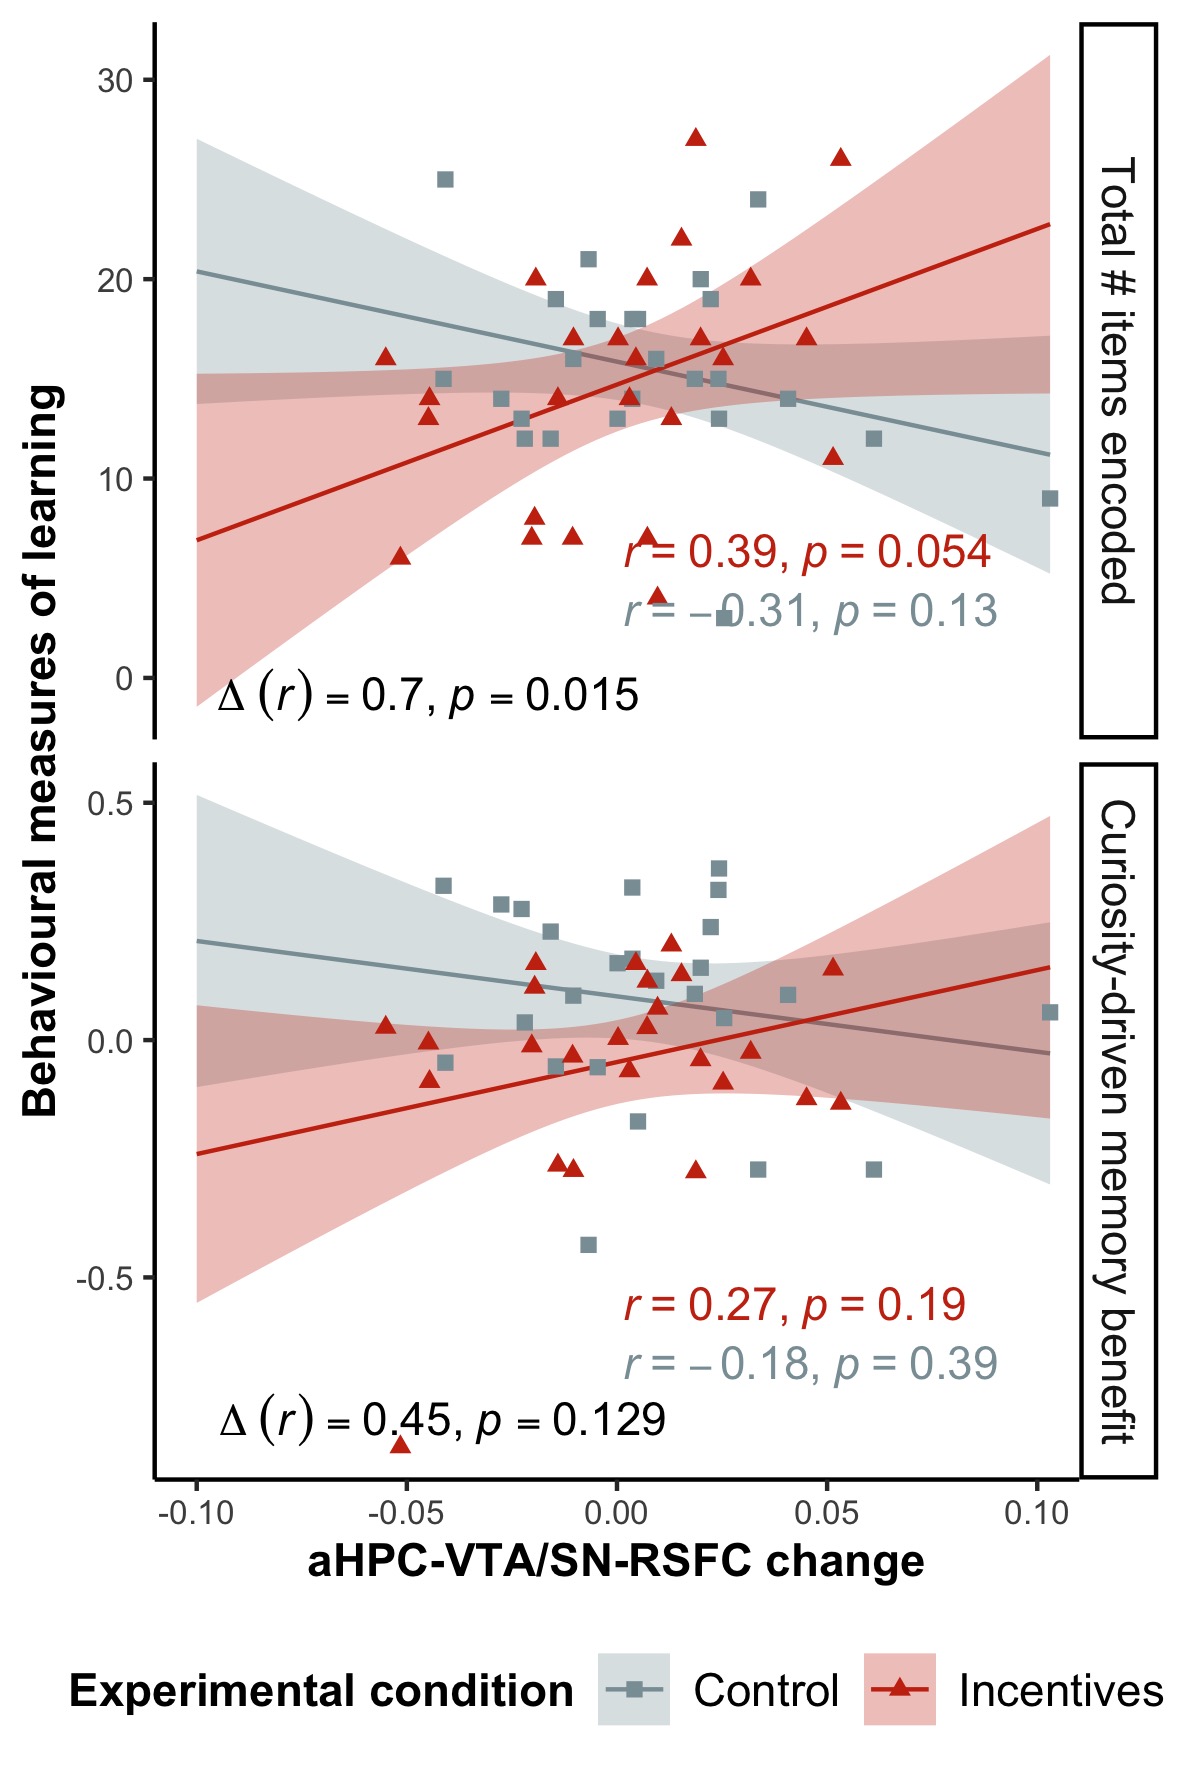 Behavioural measures of learning
30
20
10
0
r = 0.39, p = 0.054
r = −0.31, p = 0.13
Δ (r) = 0.7, p = 0.015
Total # items encoded
0.5
0.0
-0.5
r = 0.27, p = 0.19
r = −0.18, p = 0.39
Δ (r) = 0.45, p = 0.129
Curiosity-driven memory benefit
-0.10 -0.05 0.00 0.05 0.10
aHPC-VTA/SN-RSFC change
Experimental condition Control Incentives